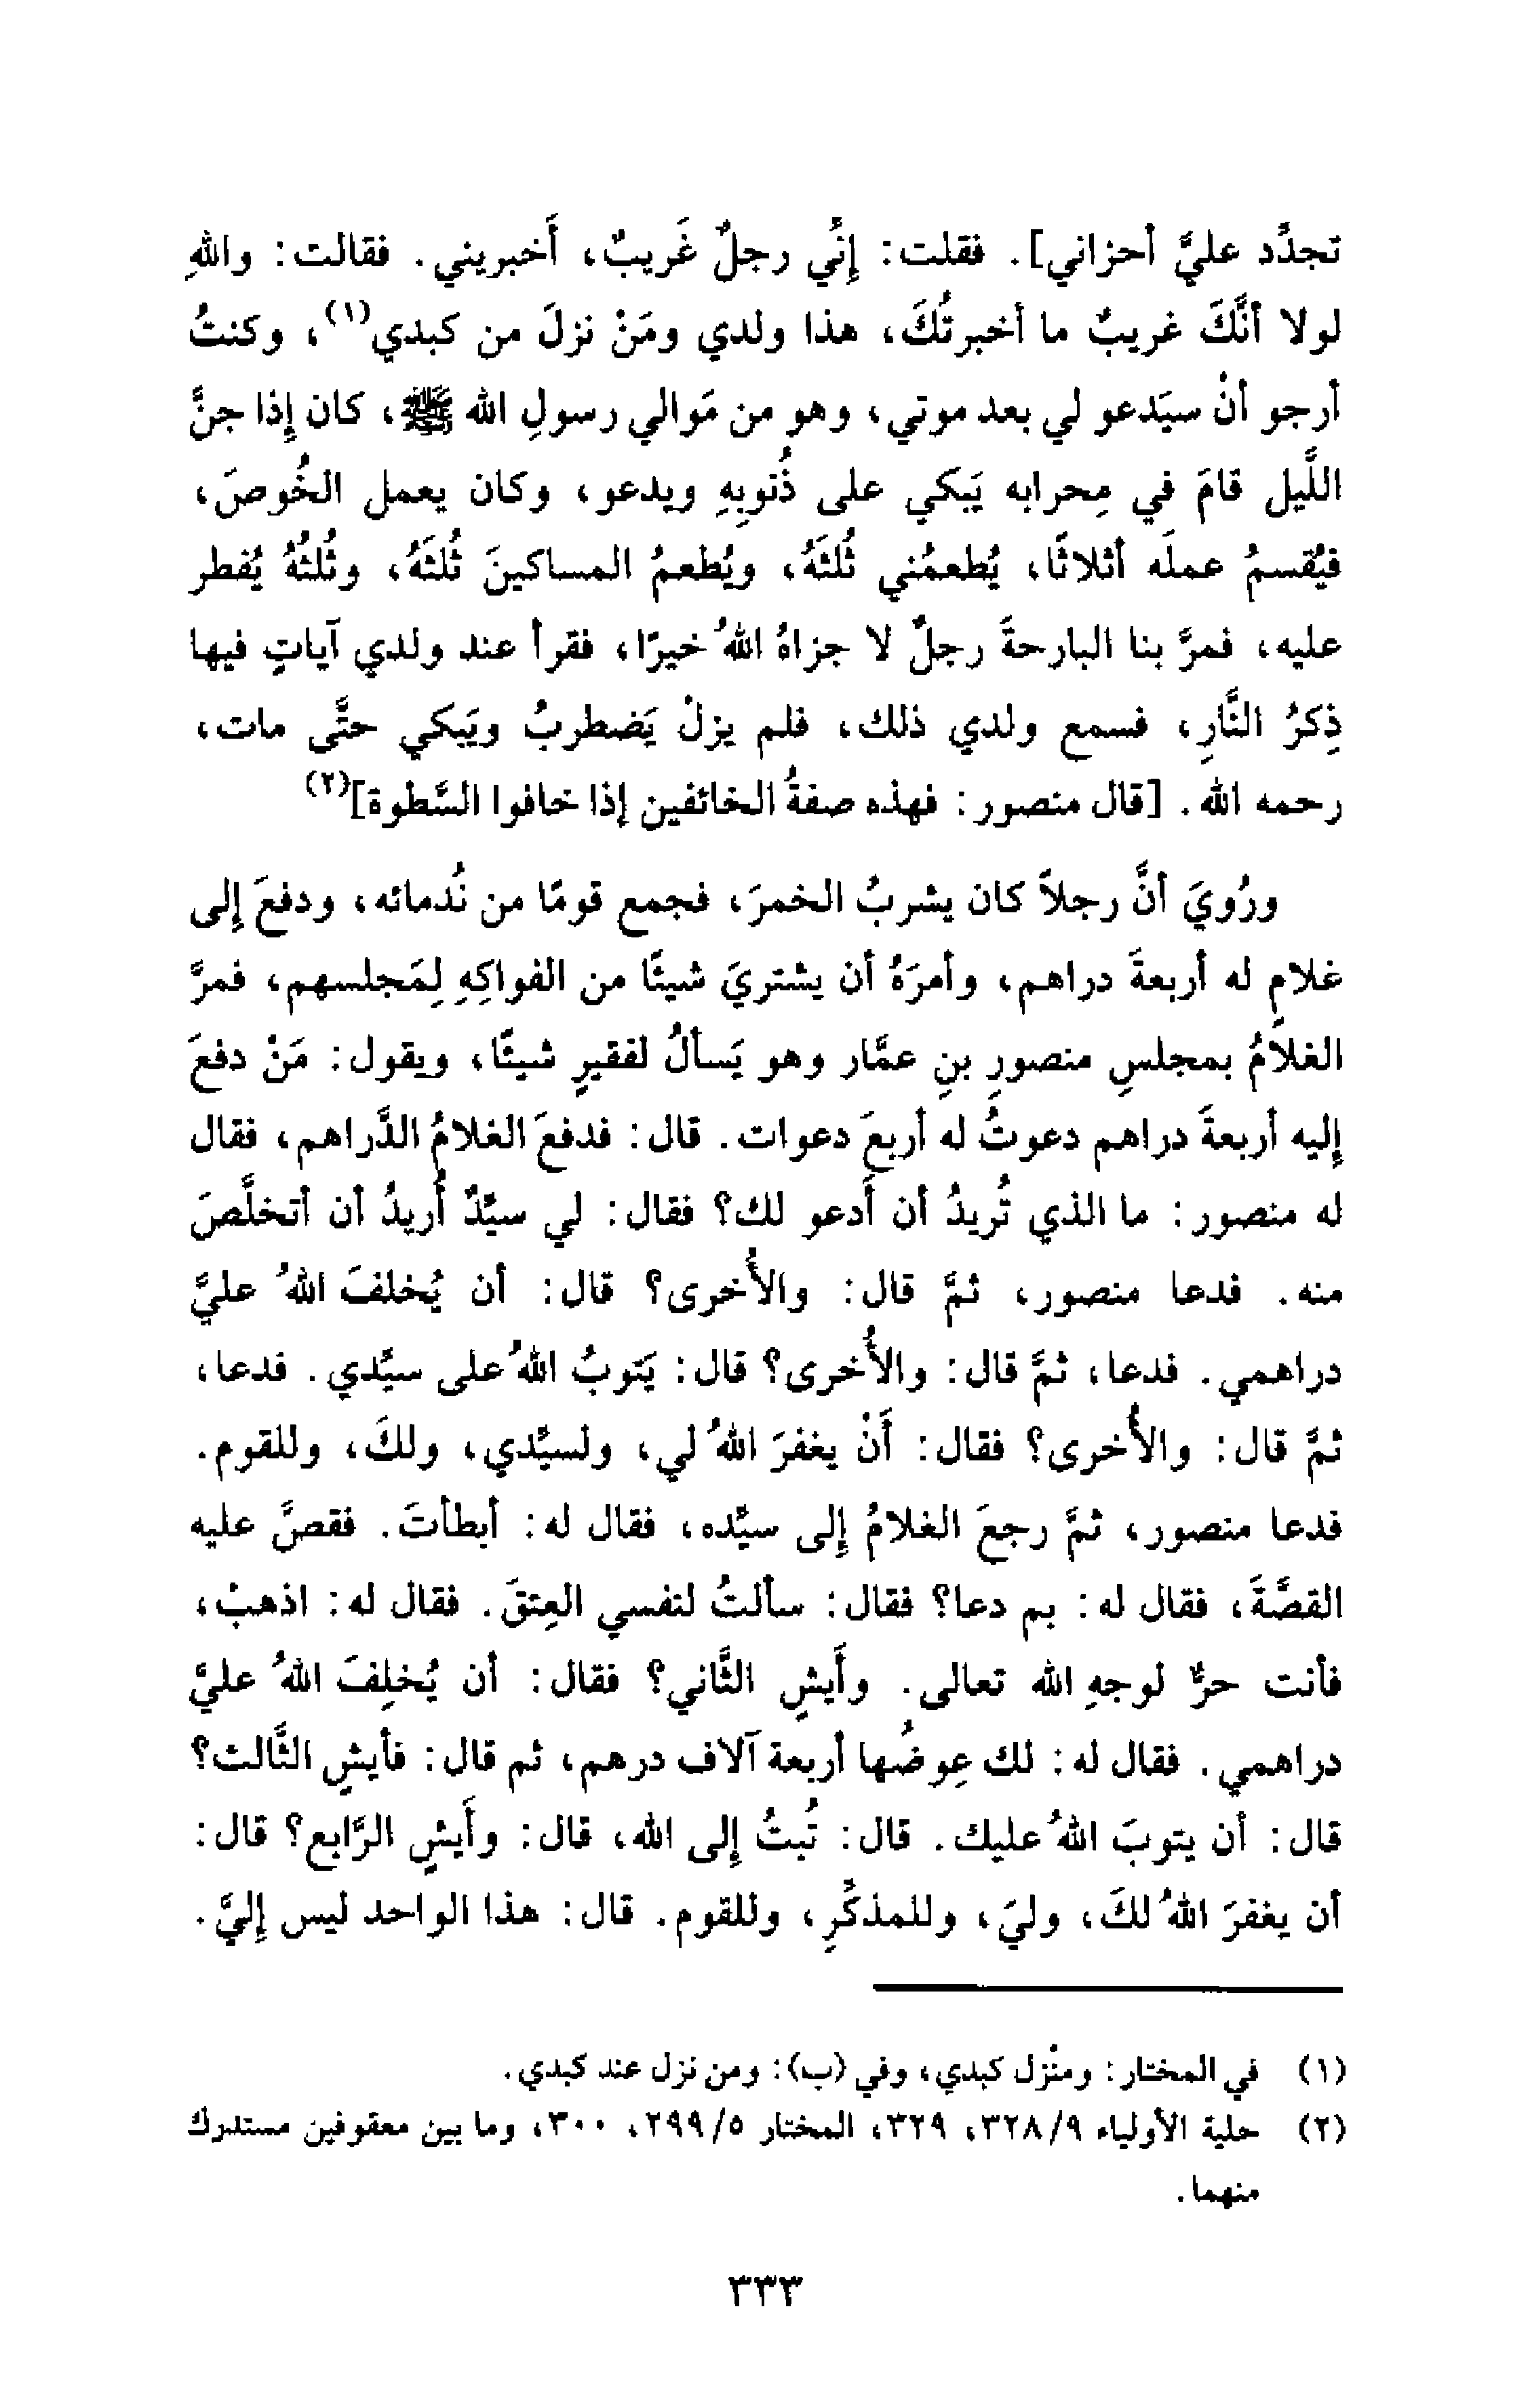 تجدَّد عليَّ أحزاني]. فقلت: إنِّي رجلٌ غَريبٌ، أَخبريني. فقالت: واللهِ
لولا أنَّكَ غريبٌ ما أخبرتُكَ، هذا ولدي ومَنْ نزلَ من كبدي(١)، وكنتُ
أرجو أنْ سيَدعو لي بعد موتي، وهو من مَوالي رسولِ الله ﷺ، كان إذا جنَّ
اللَّيل قامَ في مِحرابه يَبكي على ذُنوبِهِ ويدعو، وكان يعمل الخُوصَ،
فيُقسمُ عملَه أثلاثًا، يُطعمُني ثُلثَهُ، ويُطعمُ المساكينَ ثُلثَهُ، وثُلثُهُ يُفطر
عليه، فمرَّ بنا البارحةَ رجلٌ لا جزاهُ اللهُ خيرًا، فقرأ عند ولدي آياتٍ فيها
ذِكرُ النَّارِ، فسمع ولدي ذلك، فلم يزلْ يَضطربُ ويَبكي حتَّى مات،
رحمه الله. [قال منصور: فهذه صفةُ الخائفين إذا خافوا السَّطوة](٢)
ورُويَ أنَّ رجلاً كان يشربُ الخمرَ، فجمع قومًا من نُدمائه، ودفعَ إلى
غلامٍ له أربعةَ دراهم، وأمرَهُ أن يشتريَ شيئًا من الفواكِهِ لِمَجلسهم، فمرَّ
الغلامُ بمجلسِ منصورِ بنِ عمَّار وهو يَسألُ لفقيرٍ شيئًا، ويقول: مَنْ دفعَ
إليه أربعةَ دراهم دعوتُ له أربعَ دعوات. قال: فدفعَ الغلامُ الدَّراهم، فقال
له منصور: ما الذي تُريدُ أن أَدعو لك؟ فقال: لي سيِّدٌ أُريدُ أن أتخلَّصَ
منه. فدعا منصور، ثمَّ قال: والأُخرى؟ قال: أن يُخلفَ اللهُ عليَّ
دراهمي. فدعا، ثمَّ قال: والأُخرى؟ قال: يَتوبُ اللهُ على سيِّدي. فدعا،
ثمَّ قال: والأُخرى؟ فقال: أَنْ يغفرَ اللهُ لي، ولسيِّدي، ولكَ، وللقوم.
فدعا منصور، ثمَّ رجعَ الغلامُ إلى سيِّده، فقال له: أبطأتَ. فقصَّ عليه
القصَّةَ، فقال له: بم دعا؟ فقال: سألتُ لنفسي العِتقَ. فقال له: اذهبْ،
فأنت حرٌّ لوجهِ الله تعالى. وأَيشٍ الثَّاني؟ فقال: أن يُخلِفَ اللهُ عليَّ
دراهمي. فقال له: لك عِوضُها أربعة آلاف درهم، ثم قال: فأيشٍ الثَّالث؟
قال: أن يتوبَ اللهُ عليك. قال: تُبتُ إلى الله، قال: وأَيشٍ الرَّابع؟ قال:
أن يغفرَ اللهُ لكَ، وليَ، وللمذكِّرِ، وللقوم. قال: هذا الواحد ليس إليَّ.
(١) في المختار: ومنْزل كبدي، وفي (ب): ومن نزل عند كبدي.
(٢) حلية الأولياء ٩/ ٣٢٨، ٣٢٩، المختار ٥/ ٢٩٩، ٣٠٠، وما بين معقوفين مستدرك
منهما.
٣٣٣